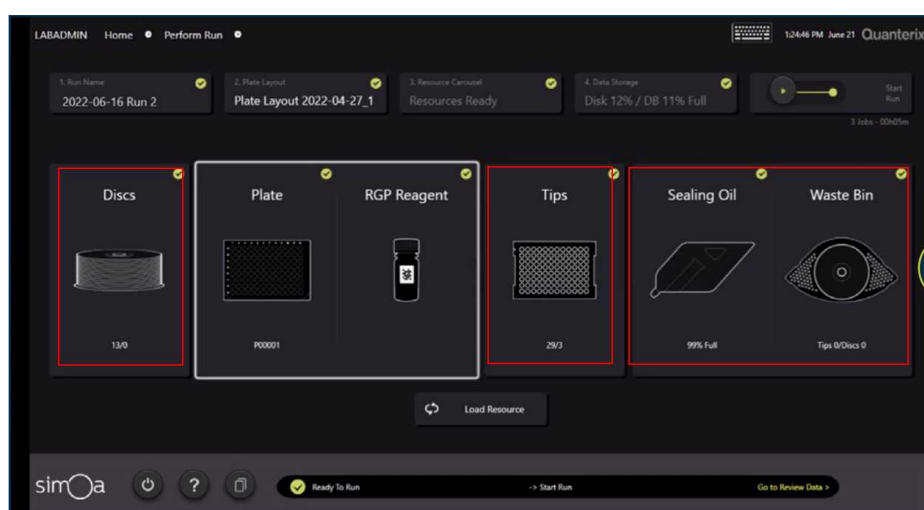 LABADMIN Home Perform Run 1:24:46 PM June 21 Quanterix
1. Run Name
2022-06-16 Run 2
2. Plate Layout
Plate Layout 2022-04-27_1
3. Resource Carousel
Resources Ready
4. Data Storage
Disk 12% / DB 11% Full
Start
Run
3 Jobs - 00h05m
Discs
13/0
Plate
P00001
RGP Reagent
Tips
29/3
Sealing Oil
99% Full
Waste Bin
Tips 0/Discs 0
Load Resource
simoa ? Ready To Run -> Start Run Go to Review Data >